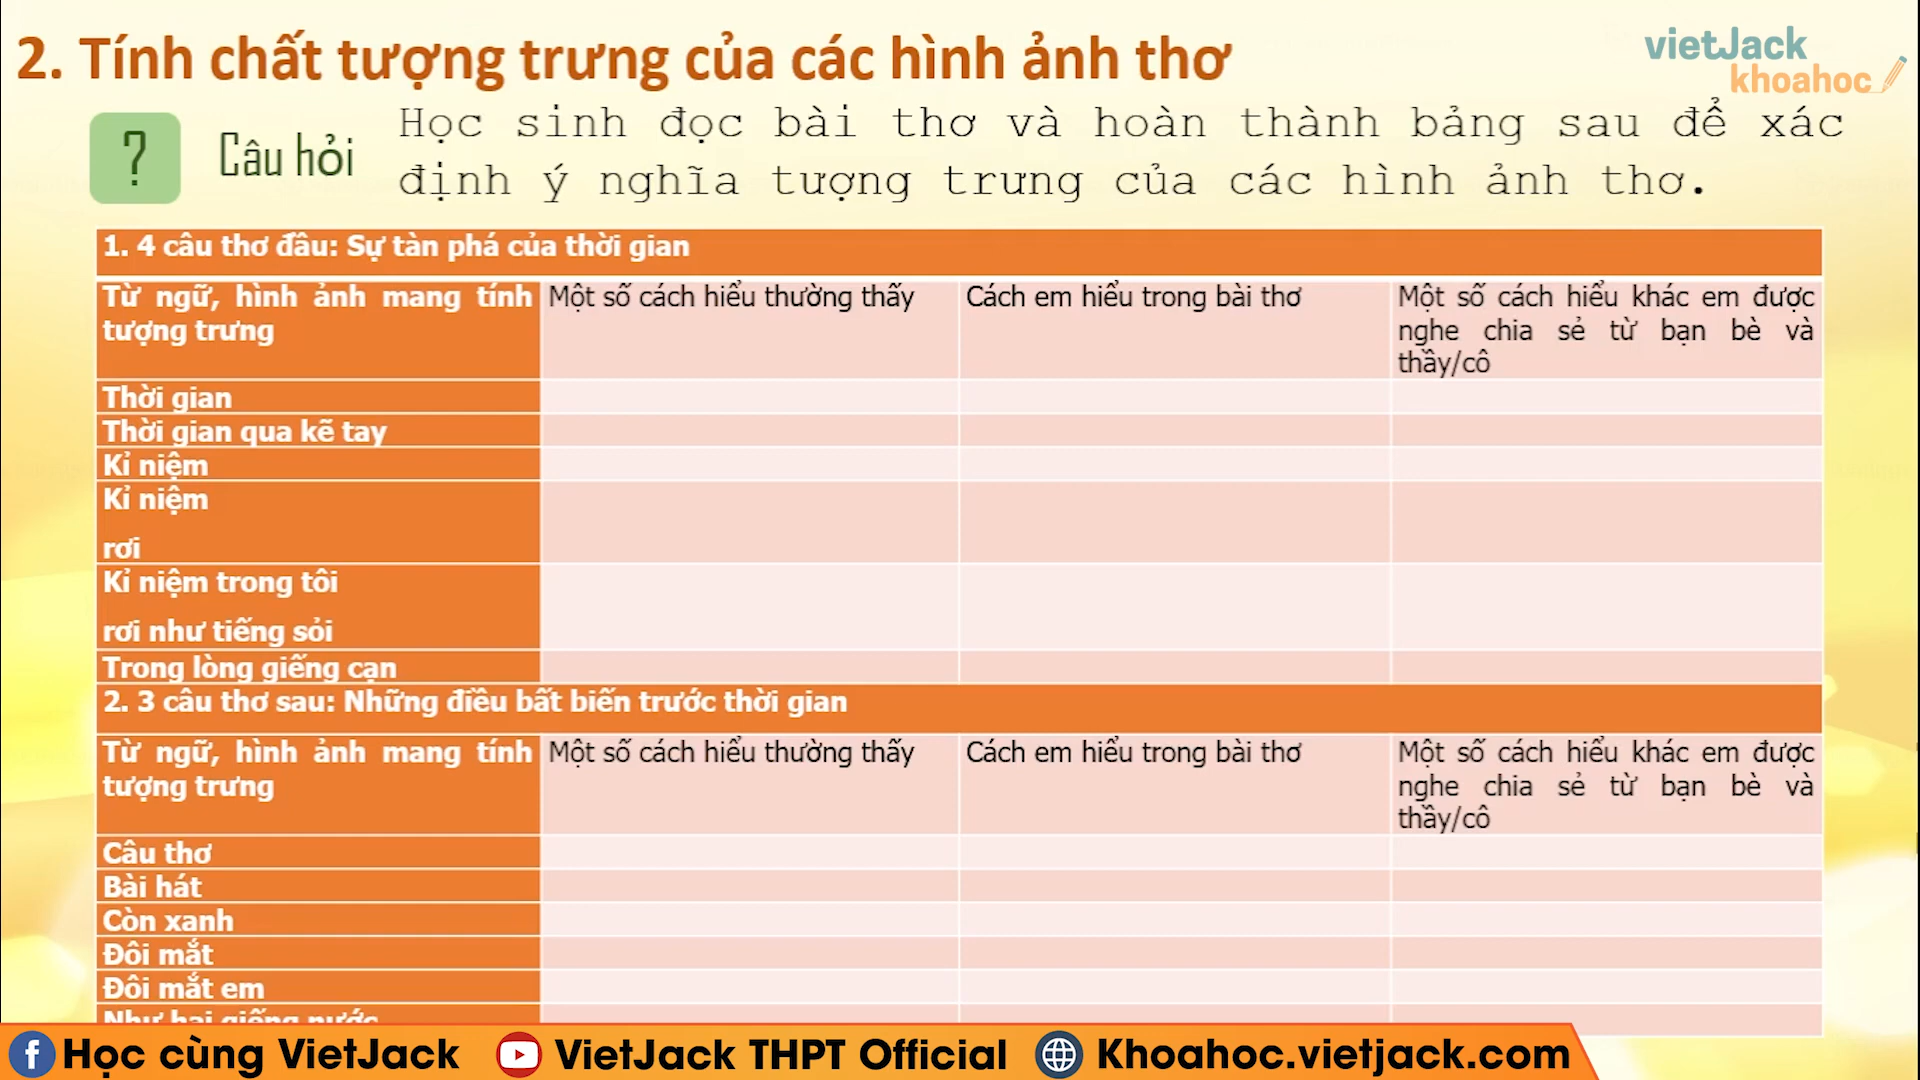 2. Tính chất tượng trưng của các hình ảnh thơ
vietJack
khoahoc
?
Câu hỏi
Học sinh đọc bài thơ và hoàn thành bảng sau để xác
định ý nghĩa tượng trưng của các hình ảnh thơ.
1. 4 câu thơ đầu: Sự tàn phá của thời gian
Từ ngữ, hình ảnh mang tính
tượng trưng
Một số cách hiểu thường thấy
Cách em hiểu trong bài thơ
Một số cách hiểu khác em được
nghe chia sẻ từ bạn bè và
thầy/cô
Thời gian
Thời gian qua kẽ tay
Kỉ niệm
Kỉ niệm
rơi
Kỉ niệm trong tôi
rơi như tiếng sỏi
Trong lòng giếng cạn
2. 3 câu thơ sau: Những điều bất biến trước thời gian
Từ ngữ, hình ảnh mang tính
tượng trưng
Một số cách hiểu thường thấy
Cách em hiểu trong bài thơ
Một số cách hiểu khác em được
nghe chia sẻ từ bạn bè và
thầy/cô
Câu thơ
Bài hát
Còn xanh
Đôi mắt
Đôi mắt em
Như hai giếng nước
Học cùng VietJack
VietJack THPT Official
Khoahoc.vietjack.com